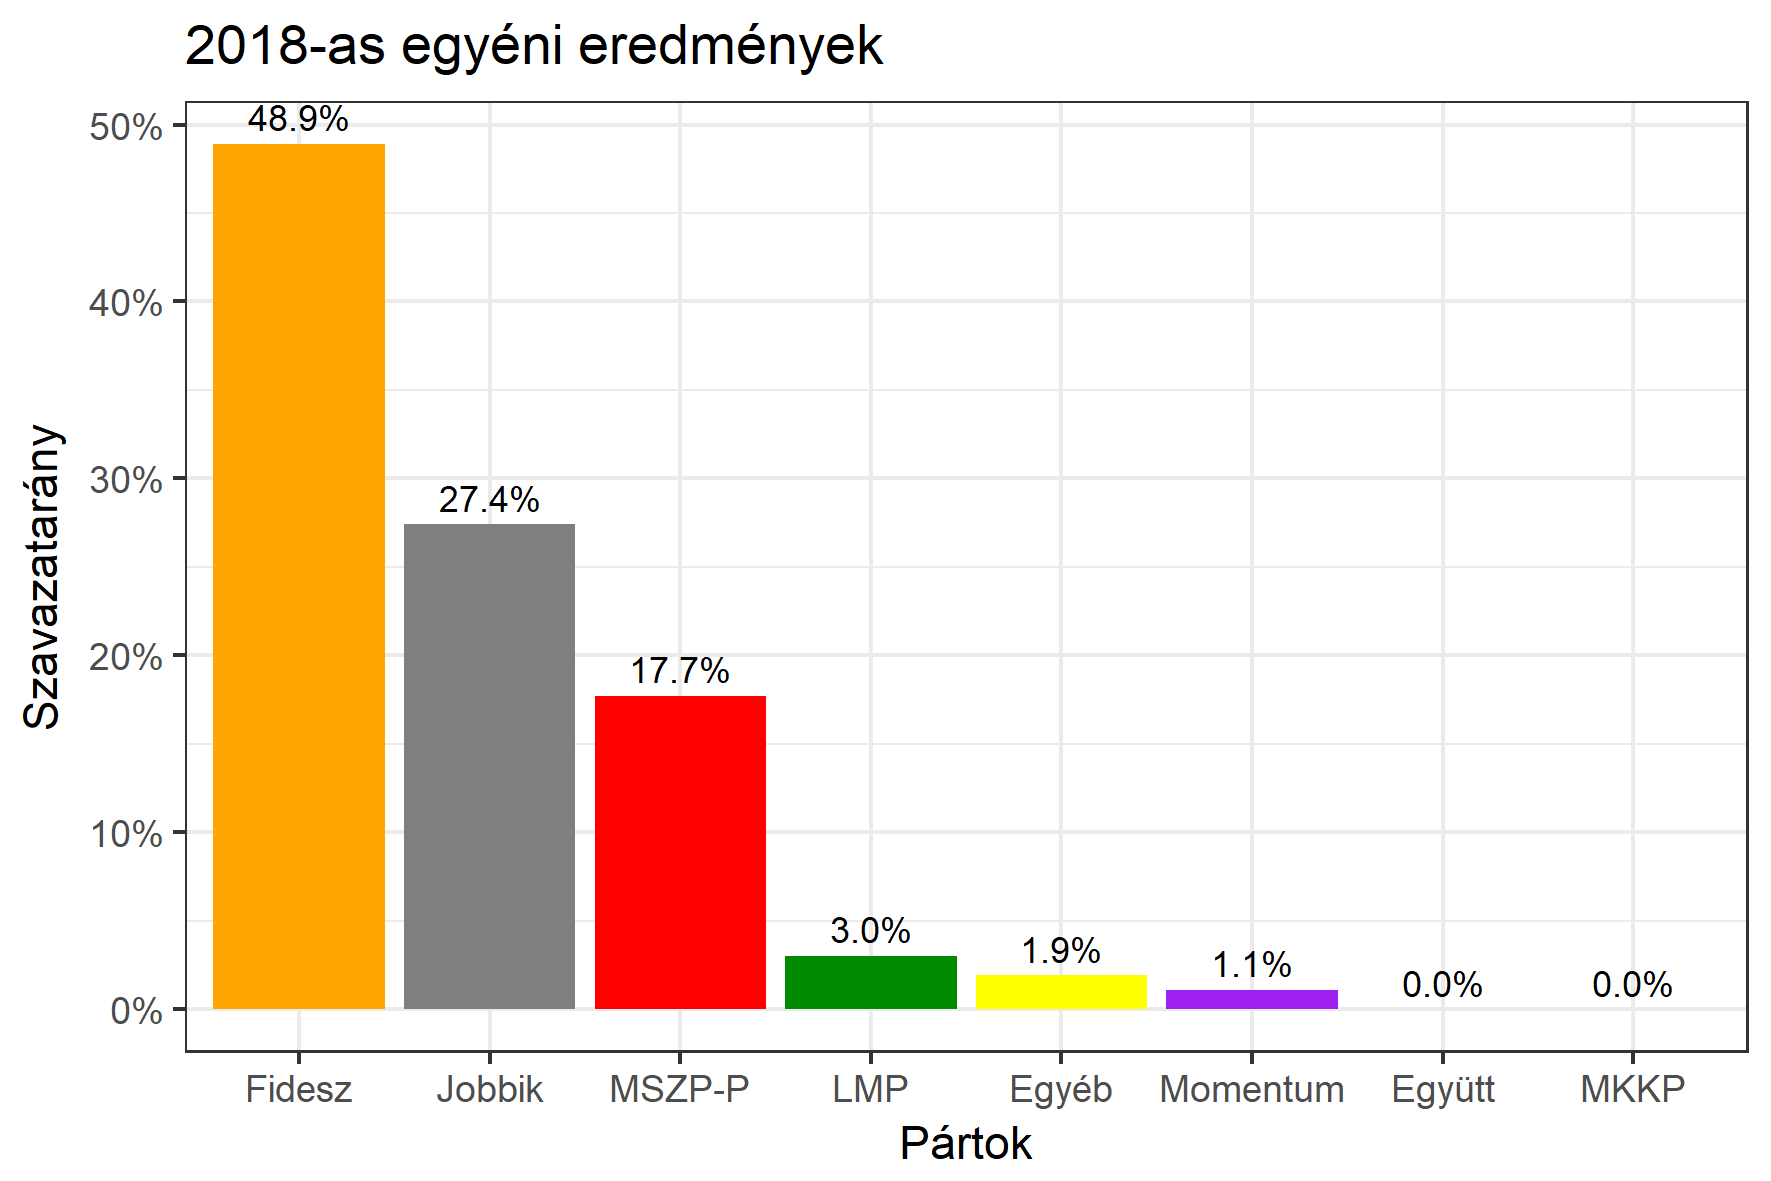 2018-as egyéni eredmények
Szavazatarány
50%
40%
30%
20%
10%
0%
48.9%
27.4%
17.7%
3.0%
1.9%
1.1%
0.0%
0.0%
Fidesz
Jobbik
MSZP-P
LMP
Egyéb
Momentum
Együtt
MKKP
Pártok